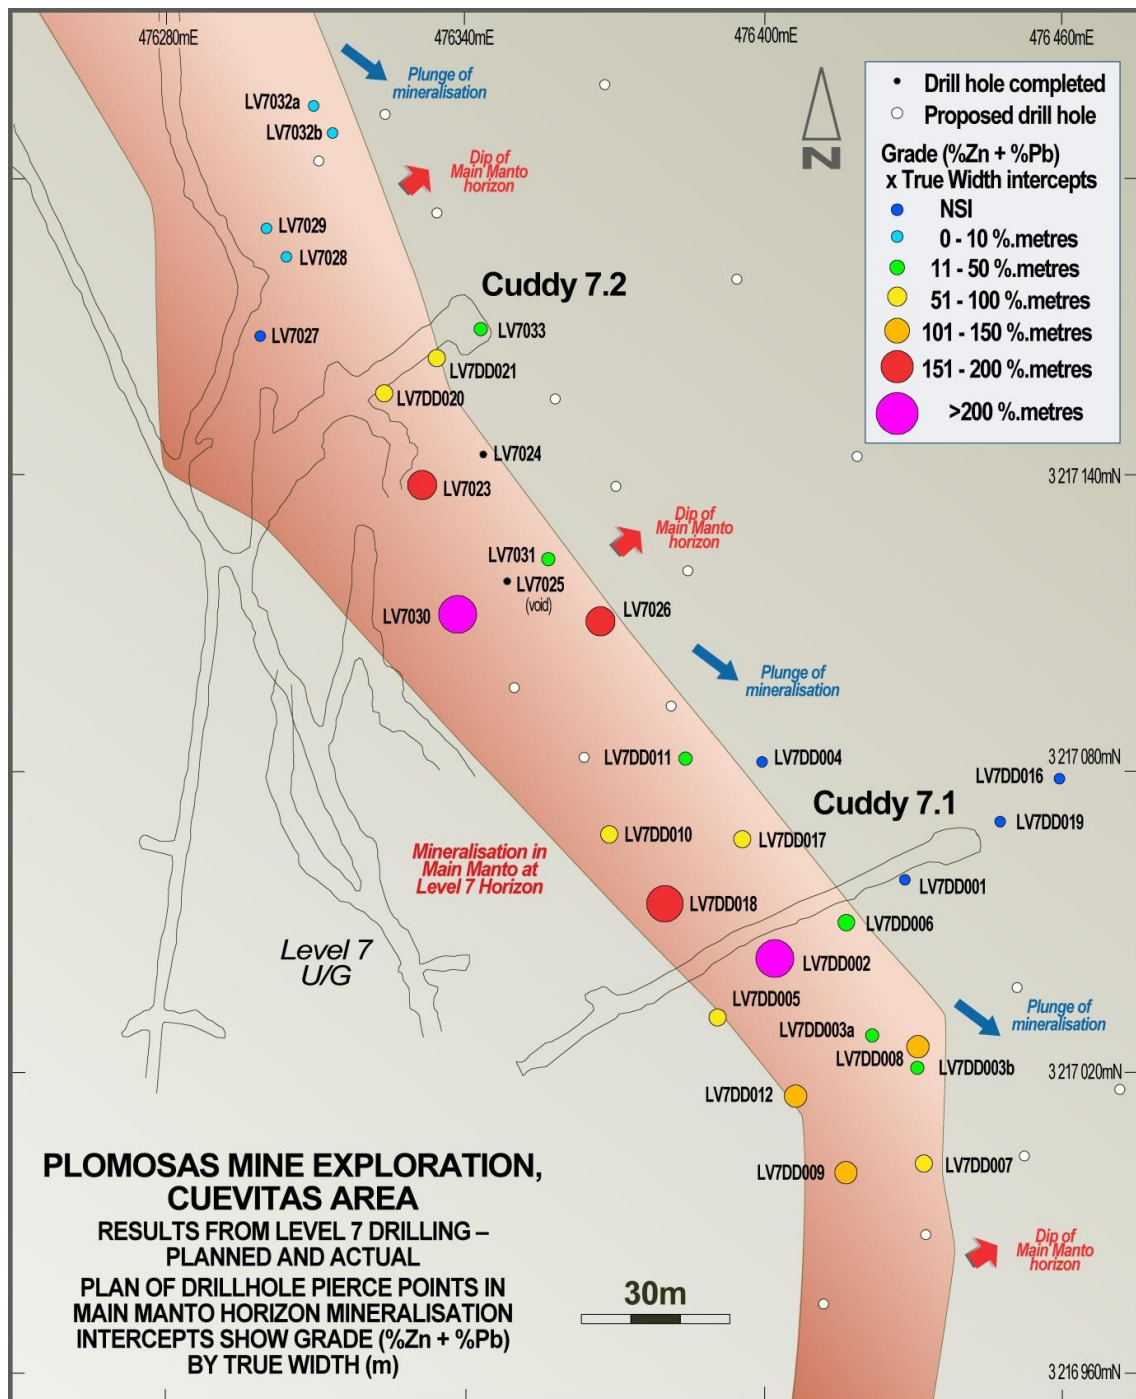 476 280mE
476 340mE
476 400mE
476 460mE
Plunge of
mineralisation
LV7032a
LV7032b
Dip of
Main Manto
horizon
N
Drill hole completed
Proposed drill hole
Grade (%Zn + %Pb)
x True Width intercepts
NSI
0 - 10 %.metres
11 - 50 %.metres
51 - 100 %.metres
101 - 150 %.metres
151 - 200 %.metres
>200 %.metres
LV7029
LV7028
Cuddy 7.2
LV7027
LV7033
LV7DD021
LV7DD020
LV7024
LV7023
3 217 140mN
Dip of
Main Manto
horizon
LV7031
LV7025
(void)
LV7030
LV7026
Plunge of
mineralisation
LV7DD011
LV7DD004
3 217 080mN
LV7DD016
Cuddy 7.1
LV7DD019
LV7DD010
LV7DD017
Mineralisation in
Main Manto at
Level 7 Horizon
LV7DD001
LV7DD018
LV7DD006
Level 7
U/G
LV7DD002
LV7DD005
LV7DD003a
Plunge of
mineralisation
LV7DD008
LV7DD003b
3 217 020mN
LV7DD012
LV7DD009
LV7DD007
PLOMOSAS MINE EXPLORATION,
CUEVITAS AREA
RESULTS FROM LEVEL 7 DRILLING –
PLANNED AND ACTUAL
PLAN OF DRILLHOLE PIERCE POINTS IN
MAIN MANTO HORIZON MINERALISATION
INTERCEPTS SHOW GRADE (%Zn + %Pb)
BY TRUE WIDTH (m)
Dip of
Main Manto
horizon
30m
3 216 960mN